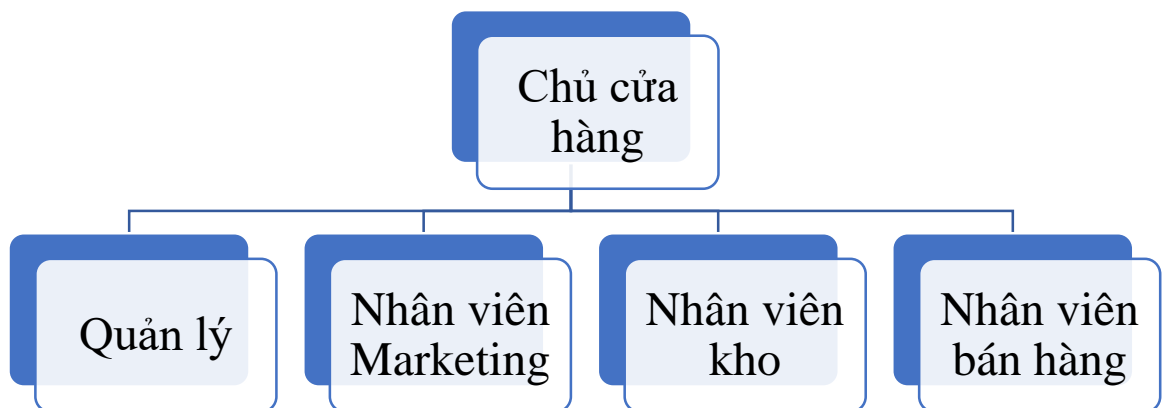 Chủ cửa
hàng
Quản lý
Nhân viên
Marketing
Nhân viên
kho
Nhân viên
bán hàng